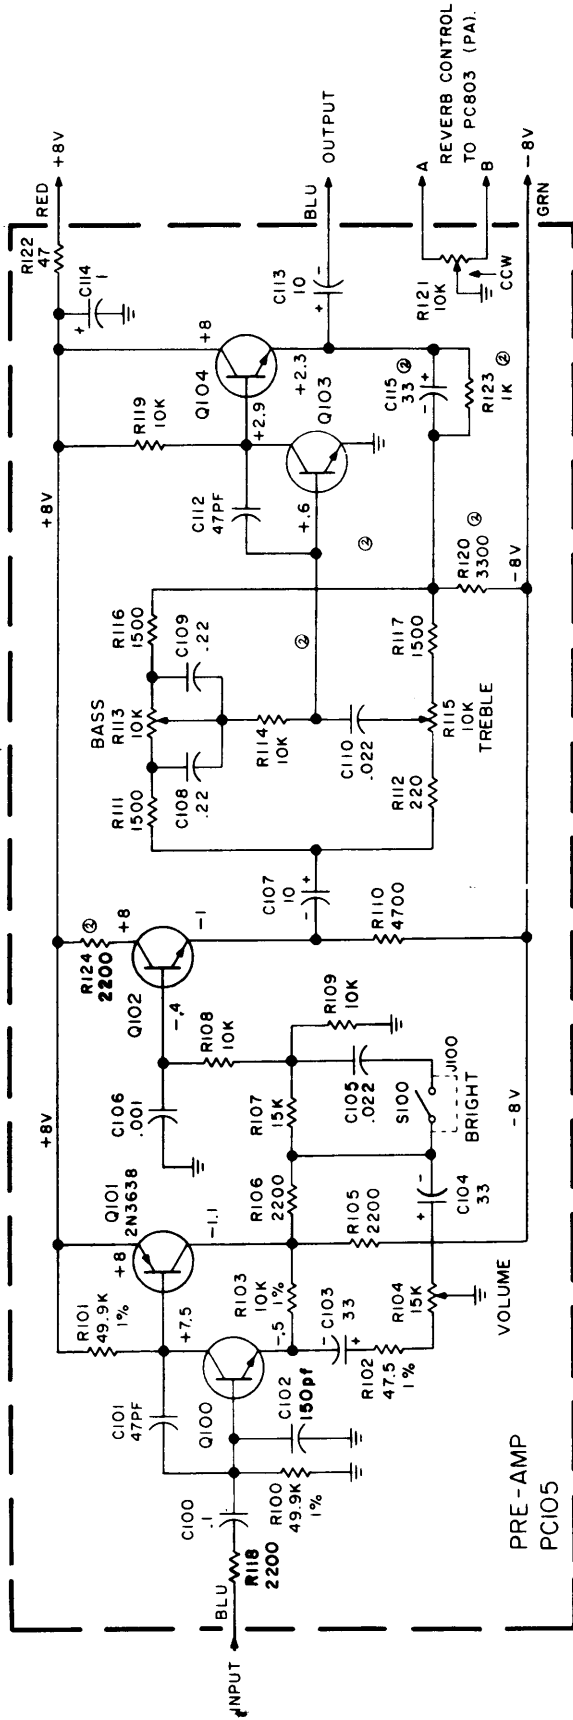 INPUT
BLU
R118
2200
C100
.1
R100
49.9K
1%
C101
47PF
R101
49.9K
1%
Q100
C102
150pf
+7.5
+8
Q101
2N3638
-1.1
-.5
R103
10K
1%
C103
33
R102
47.5
1%
R104
15K
VOLUME
R105
2200
R106
2200
C104
33
+8V
C106
.001
R107
15K
R108
10K
C105
.022
S100
J100
BRIGHT
R109
10K
-8V
-.4
Q102
R124 ②
2200
+8
-1
C107
10
R110
4700
R111
1500
BASS
R113
10K
R116
1500
C108
.22
C109
.22
R114
10K
C110
.022
R112
220
R115
10K
TREBLE
R117
1500
②
②
+8V
C112
47PF
R119
10K
+.6
+2.9
Q103
Q104
+8
+2.3
R120 ②
3300
-8V
C115 ②
33
R123 ②
1K
C113
10
C114
1
R122
47
RED
+8V
BLU
OUTPUT
R121
10K
CCW
A
B
REVERB CONTROL
TO PC803 (PA).
GRN
-8V
PRE-AMP
PC105